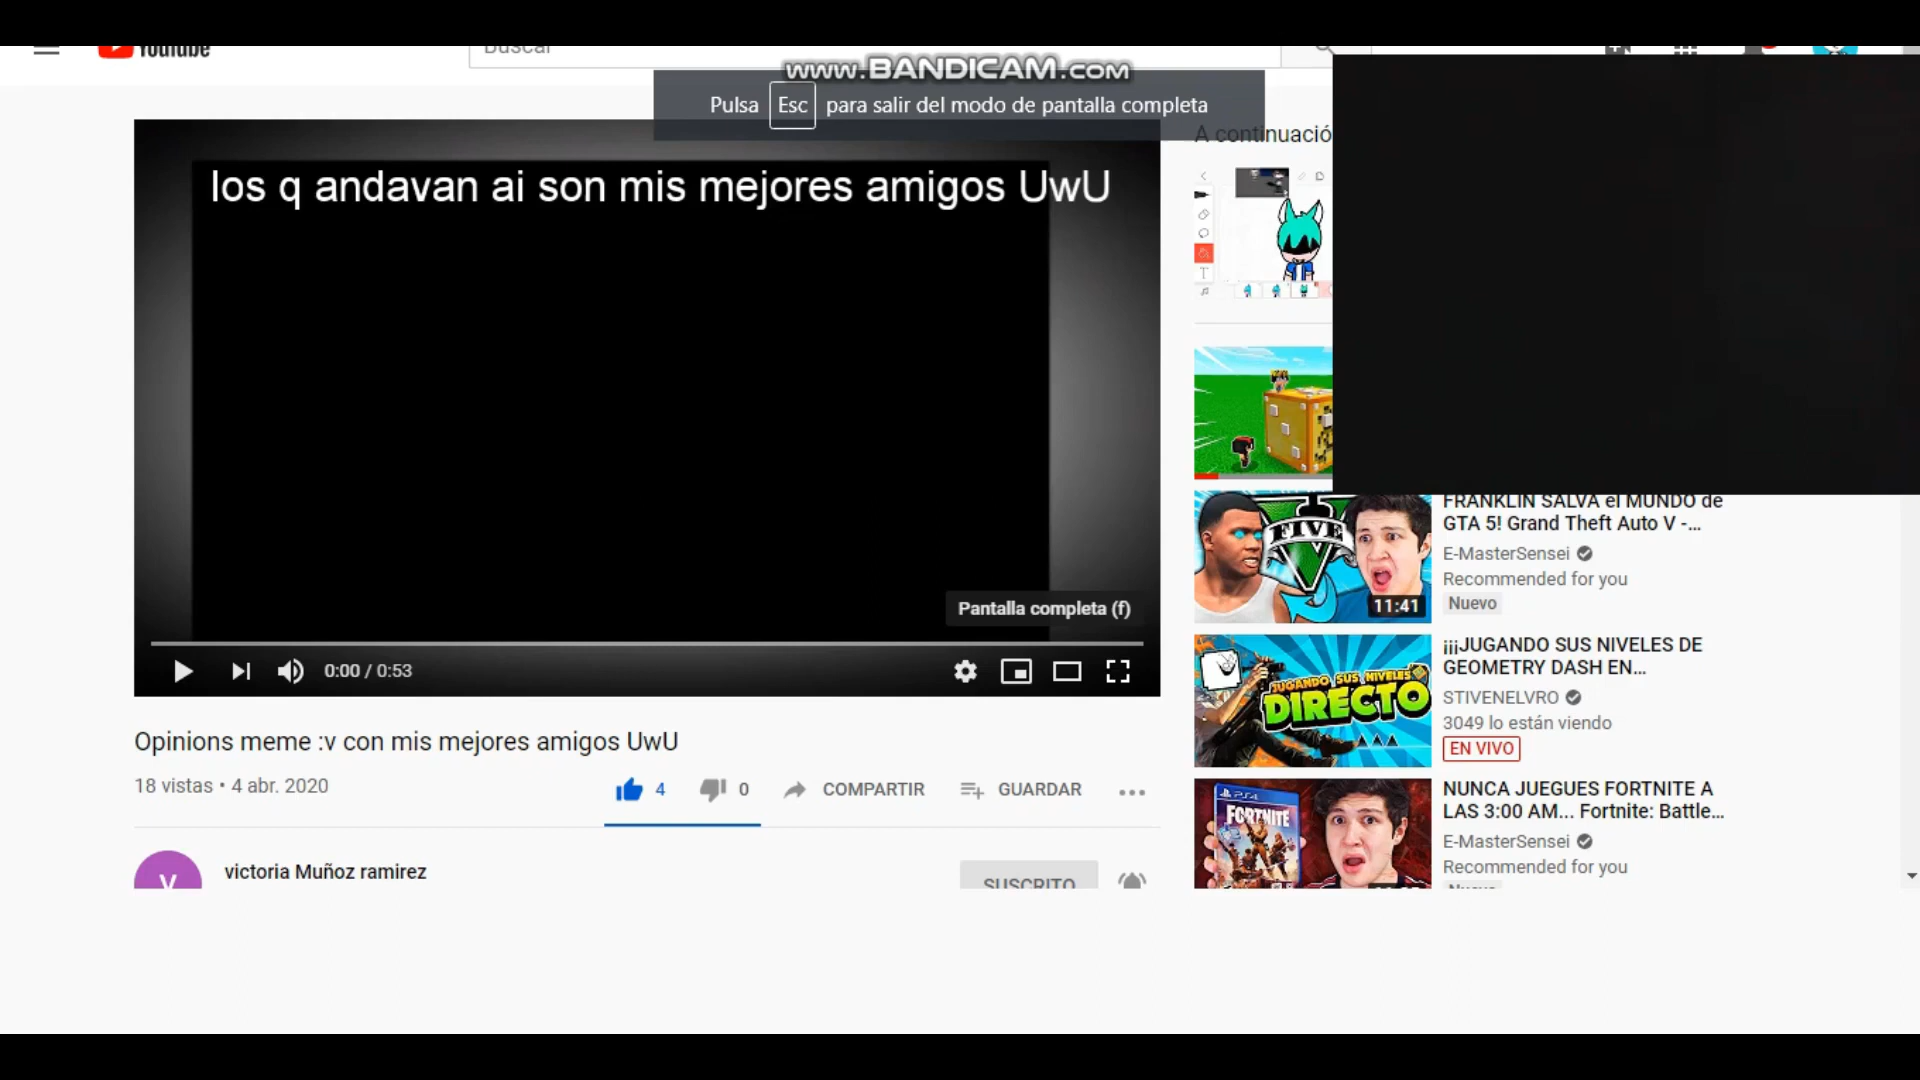 YouTube
Buscar
www.BANDICAM.com
Pulsa Esc para salir del modo de pantalla completa
A continuació
los q andavan ai son mis mejores amigos UwU
Pantalla completa (f)
0:00 / 0:53
Opinions meme :v con mis mejores amigos UwU
18 vistas • 4 abr. 2020
4
0
COMPARTIR
GUARDAR
V
victoria Muñoz ramirez
SUSCRITO
FIVE
V
11:41
FRANKLIN SALVA el MUNDO de
GTA 5! Grand Theft Auto V -...
E-MasterSensei
Recommended for you
Nuevo
JUGANDO SUS NIVELES
DIRECTO
¡¡¡JUGANDO SUS NIVELES DE
GEOMETRY DASH EN...
STIVENELVRO
3049 lo están viendo
EN VIVO
PS4
FORTNITE
NUNCA JUEGUES FORTNITE A
LAS 3:00 AM... Fortnite: Battle...
E-MasterSensei
Recommended for you
Nuevo